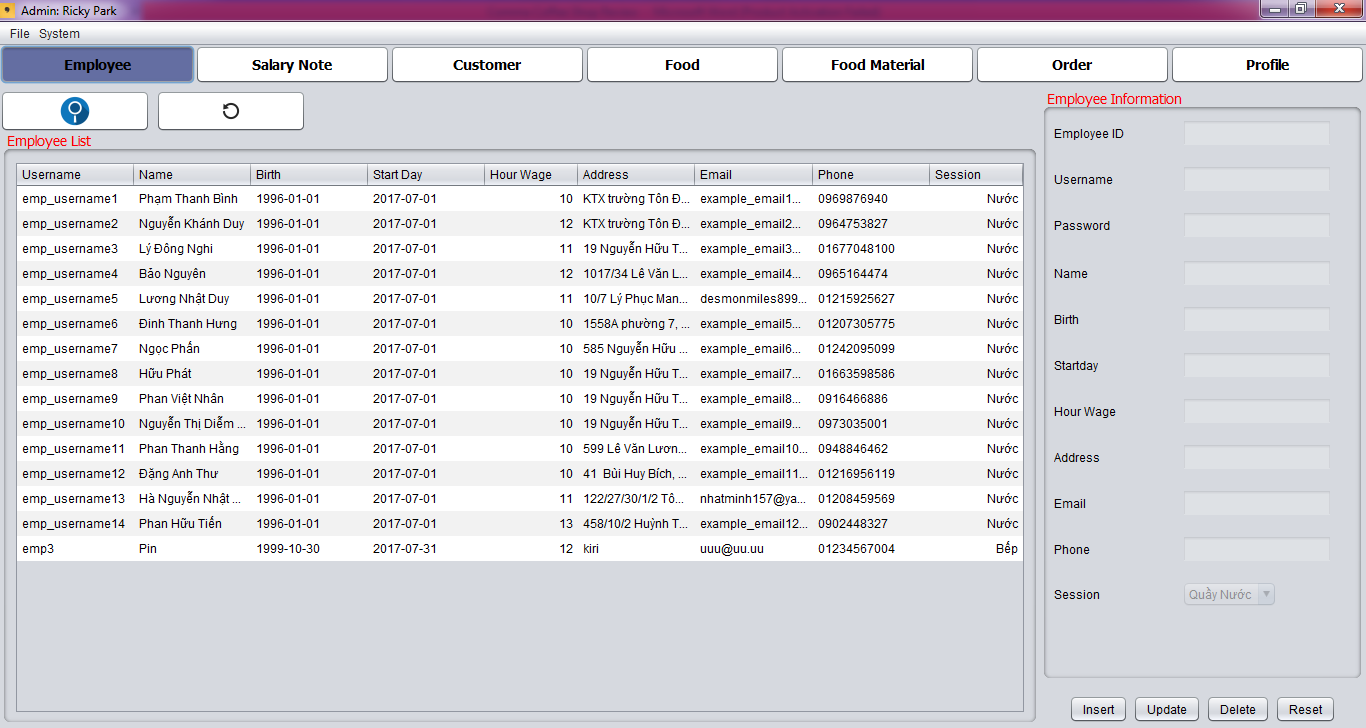 Admin: Ricky Park
File System
Employee Salary Note Customer Food Food Material Order Profile
Employee List
Username Name Birth Start Day Hour Wage Address Email Phone Session
emp_username1 Phạm Thanh Bình 1996-01-01 2017-07-01 10 KTX trường Tôn Đ... example_email1... 0969876940 Nước
emp_username2 Nguyễn Khánh Duy 1996-01-01 2017-07-01 12 KTX trường Tôn Đ... example_email2... 0964753827 Nước
emp_username3 Lý Đông Nghi 1996-01-01 2017-07-01 11 19 Nguyễn Hữu T... example_email3... 01677048100 Nước
emp_username4 Bảo Nguyên 1996-01-01 2017-07-01 12 1017/34 Lê Văn L... example_email4... 0965164474 Nước
emp_username5 Lương Nhật Duy 1996-01-01 2017-07-01 11 10/7 Lý Phục Man... desmonmiles899... 01215925627 Nước
emp_username6 Đinh Thanh Hưng 1996-01-01 2017-07-01 10 1558A phường 7, ... example_email5... 01207305775 Nước
emp_username7 Ngọc Phấn 1996-01-01 2017-07-01 10 585 Nguyễn Hữu ... example_email6... 01242095099 Nước
emp_username8 Hữu Phát 1996-01-01 2017-07-01 10 19 Nguyễn Hữu T... example_email7... 01663598586 Nước
emp_username9 Phan Việt Nhân 1996-01-01 2017-07-01 10 19 Nguyễn Hữu T... example_email8... 0916466886 Nước
emp_username10 Nguyễn Thị Diễm ... 1996-01-01 2017-07-01 10 19 Nguyễn Hữu T... example_email9... 0973035001 Nước
emp_username11 Phan Thanh Hằng 1996-01-01 2017-07-01 10 599 Lê Văn Lươn... example_email10... 0948846462 Nước
emp_username12 Đặng Anh Thư 1996-01-01 2017-07-01 10 41 Bùi Huy Bích, ... example_email11... 01216956119 Nước
emp_username13 Hà Nguyễn Nhật ... 1996-01-01 2017-07-01 11 122/27/30/1/2 Tô... nhatminh157@ya... 01208459569 Nước
emp_username14 Phan Hữu Tiến 1996-01-01 2017-07-01 13 458/10/2 Huỳnh T... example_email12... 0902448327 Nước
emp3 Pin 1999-10-30 2017-07-31 12 kiri uuu@uu.uu 01234567004 Bếp
Employee Information
Employee ID
Username
Password
Name
Birth
Startday
Hour Wage
Address
Email
Phone
Session Quầy Nước
Insert Update Delete Reset